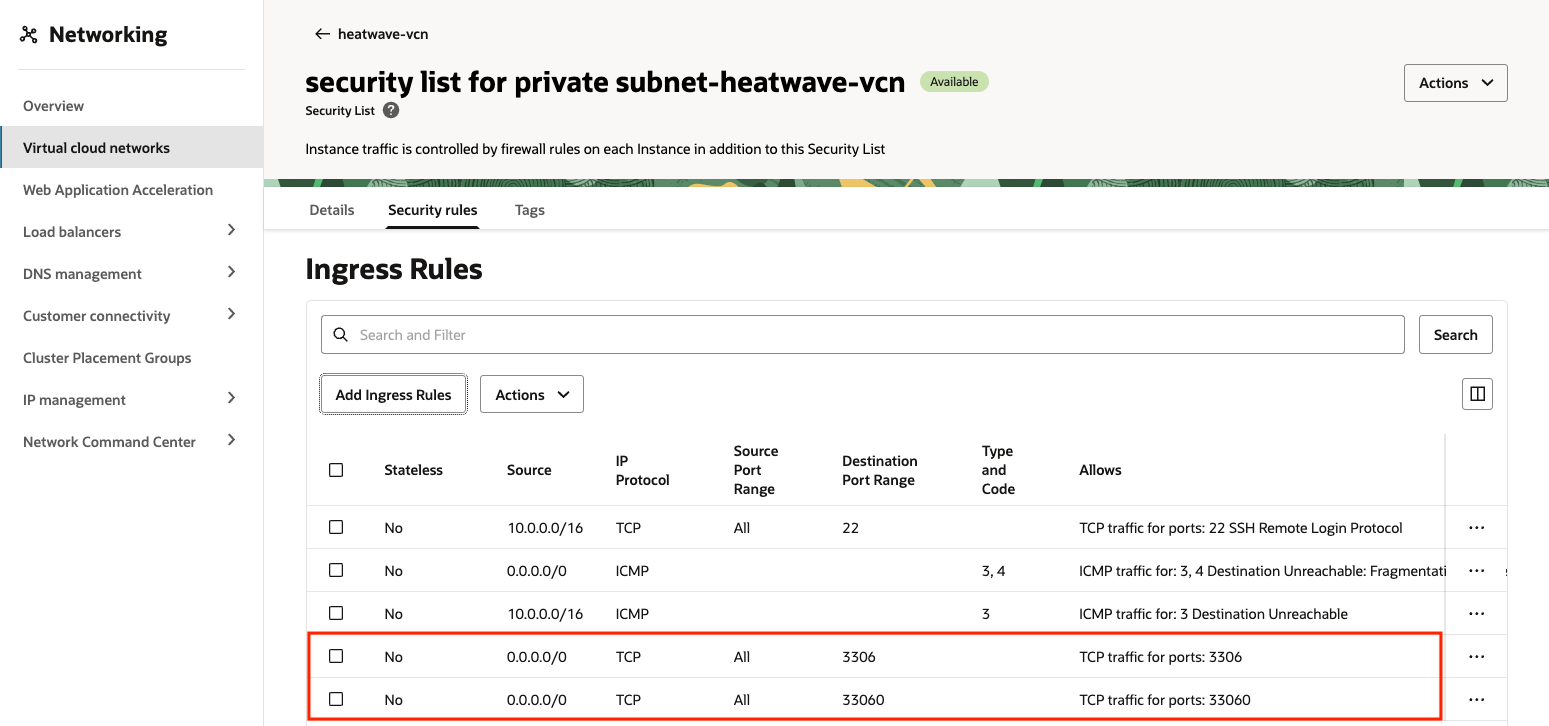 Networking
Overview
Virtual cloud networks
Web Application Acceleration
Load balancers
DNS management
Customer connectivity
Cluster Placement Groups
IP management
Network Command Center
heatwave-vcn
security list for private subnet-heatwave-vcn
Available
Actions
Security List ?
Instance traffic is controlled by firewall rules on each Instance in addition to this Security List
Details Security rules Tags
Ingress Rules
Search and Filter
Search
Add Ingress Rules
Actions
Stateless
Source
IP
Protocol
Source
Port
Range
Destination
Port Range
Type
and
Code
Allows
No 10.0.0.0/16 TCP All 22 TCP traffic for ports: 22 SSH Remote Login Protocol
No 0.0.0.0/0 ICMP 3, 4 ICMP traffic for: 3, 4 Destination Unreachable: Fragmentati
No 10.0.0.0/16 ICMP 3 ICMP traffic for: 3 Destination Unreachable
No 0.0.0.0/0 TCP All 3306 TCP traffic for ports: 3306
No 0.0.0.0/0 TCP All 33060 TCP traffic for ports: 33060